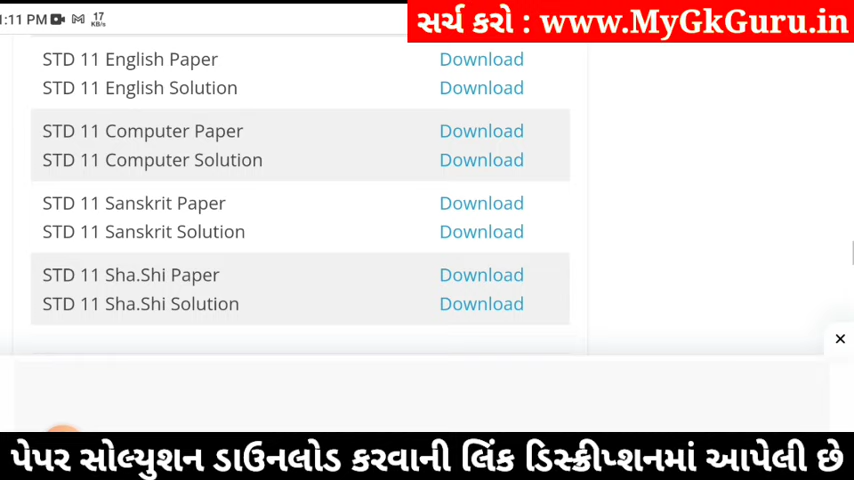 1:11 PM 17 KB/s
સર્ચ કરો : www.MyGkGuru.in
STD 11 English Paper Download
STD 11 English Solution Download
STD 11 Computer Paper Download
STD 11 Computer Solution Download
STD 11 Sanskrit Paper Download
STD 11 Sanskrit Solution Download
STD 11 Sha.Shi Paper Download
STD 11 Sha.Shi Solution Download
પેપર સોલ્યુશન ડાઉનલોડ કરવાની લિંક ડિસ્ક્રીપ્શનમાં આપેલી છે